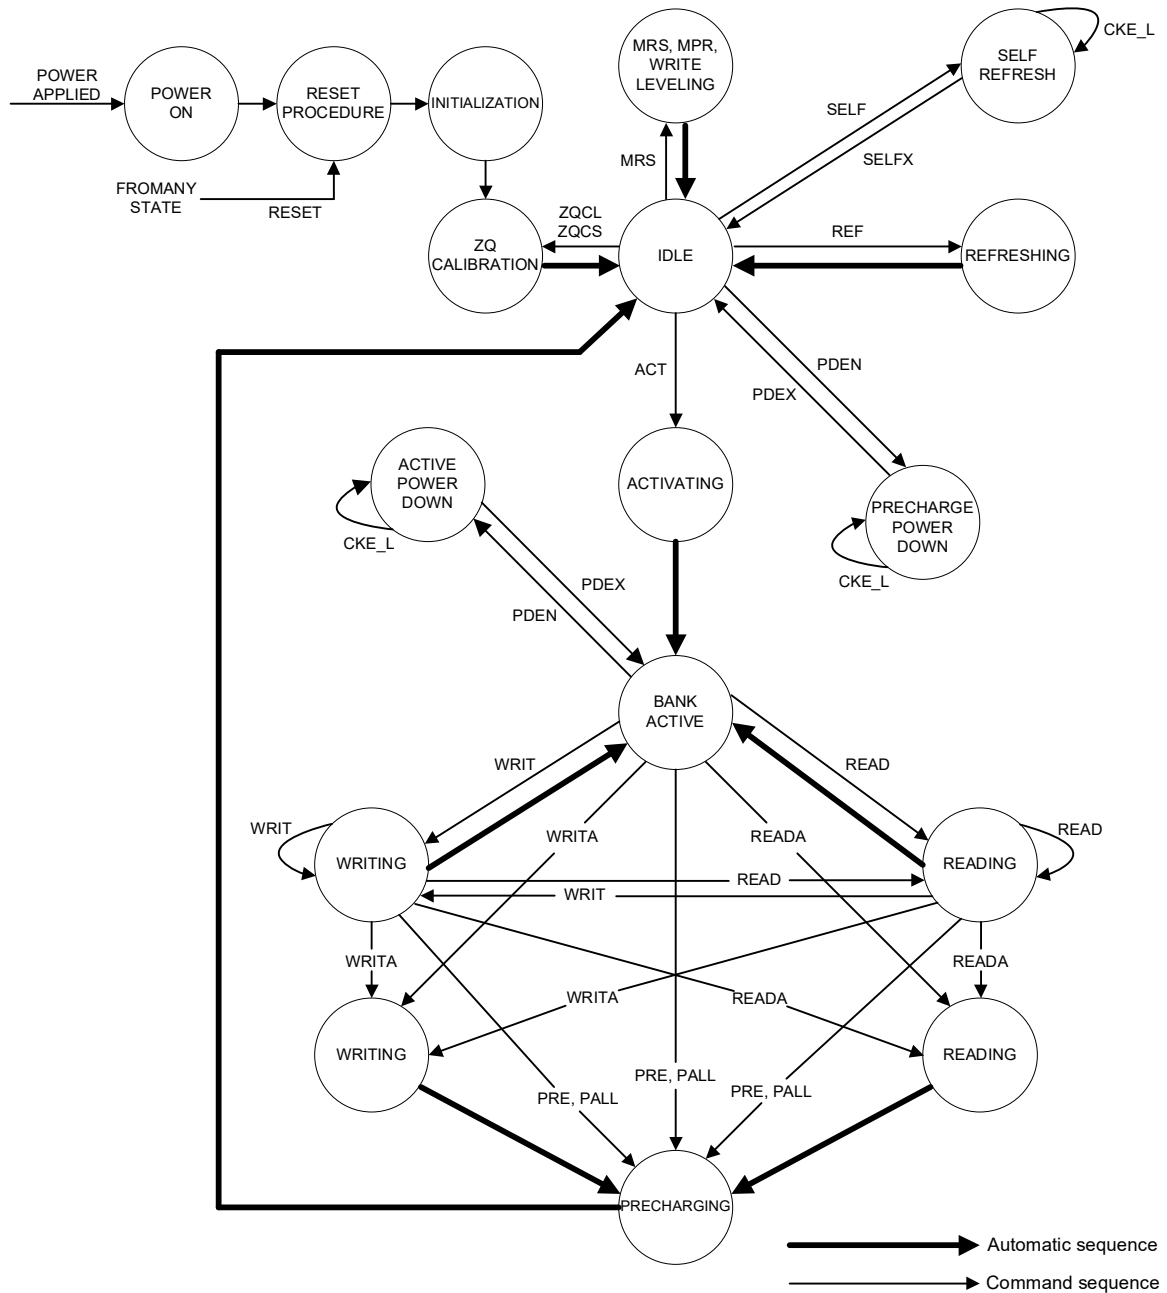 CKE_L
MRS, MPR,
WRITE
LEVELING
SELF
REFRESH
POWER
APPLIED
POWER
ON
RESET
PROCEDURE
INITIALIZATION
SELF
MRS
SELFX
FROMANY
STATE
RESET
ZQCL
ZQCS
REF
ZQ
CALIBRATION
IDLE
REFRESHING
ACT
PDEN
PDEX
ACTIVE
POWER
DOWN
ACTIVATING
PRECHARGE
POWER
DOWN
CKE_L
CKE_L
PDEX
PDEN
BANK
ACTIVE
WRIT
READ
WRIT
WRITA
READA
READ
WRITING
READING
READ
WRIT
WRITA
READA
WRITA
READA
WRITING
READING
PRE, PALL
PRE, PALL
PRE, PALL
PRECHARGING
Automatic sequence
Command sequence